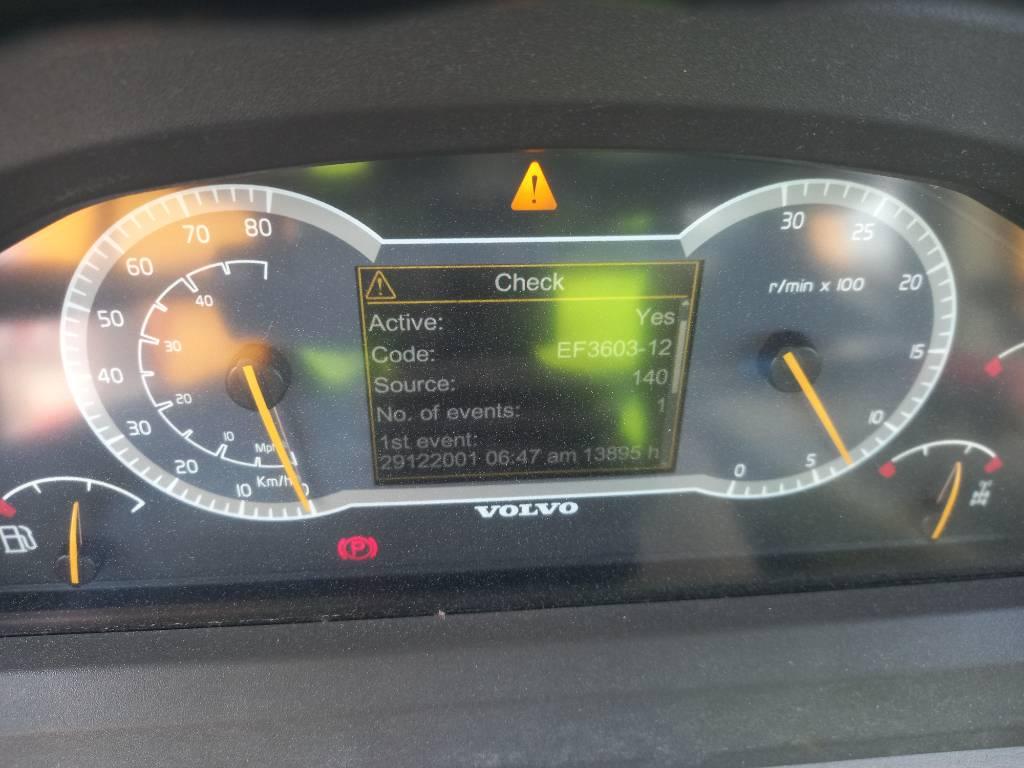 80
70
60
50
40
30
20
10
0
40
30
20
10
Mph
Km/h
!
Check
Active: Yes
Code: EF3603-12
Source: 140
No. of events: 1
1st event:
29122001 06:47 am 13895 h
30
25
20
15
10
5
0
r/min x 100
VOLVO
P